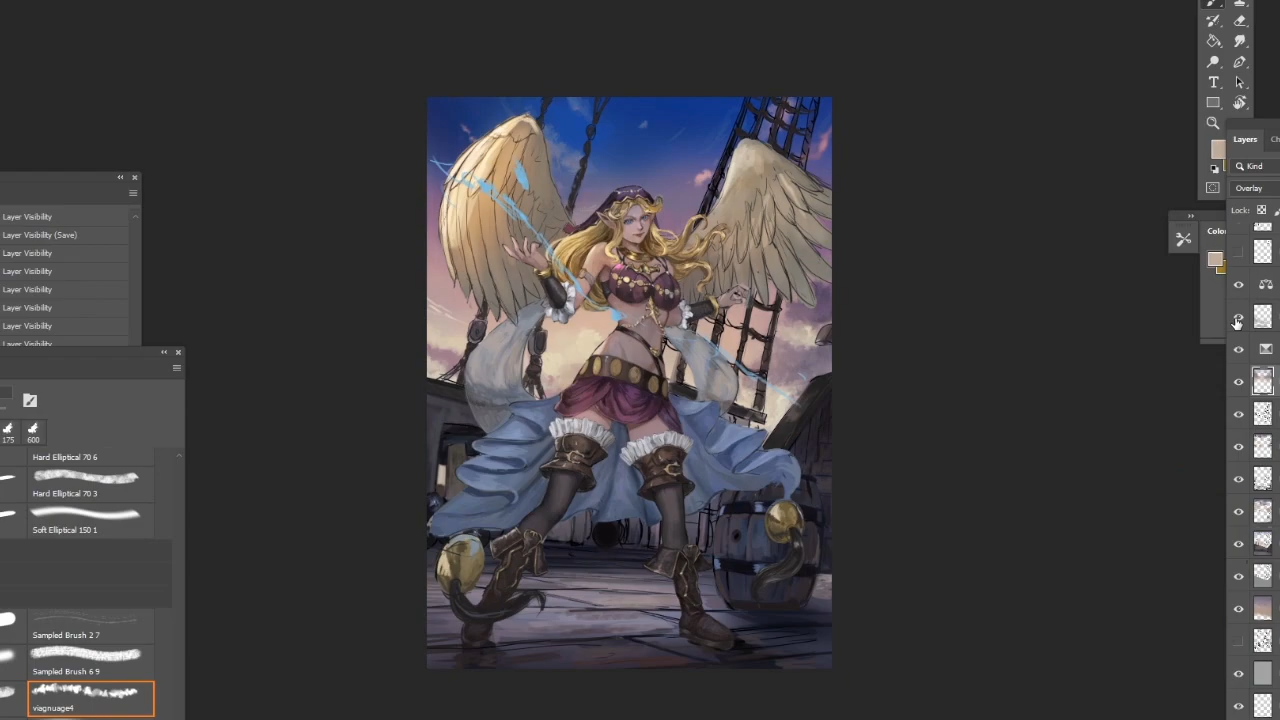 Layer Visibility
Layer Visibility (Save)
Layer Visibility
Layer Visibility
Layer Visibility
Layer Visibility
Layer Visibility
Layer Visibility
175
600
Hard Elliptical 70 6
Hard Elliptical 70 3
Soft Elliptical 150 1
Sampled Brush 2 7
Sampled Brush 6 9
viagnuage4
Layers
Kind
Overlay
Lock: